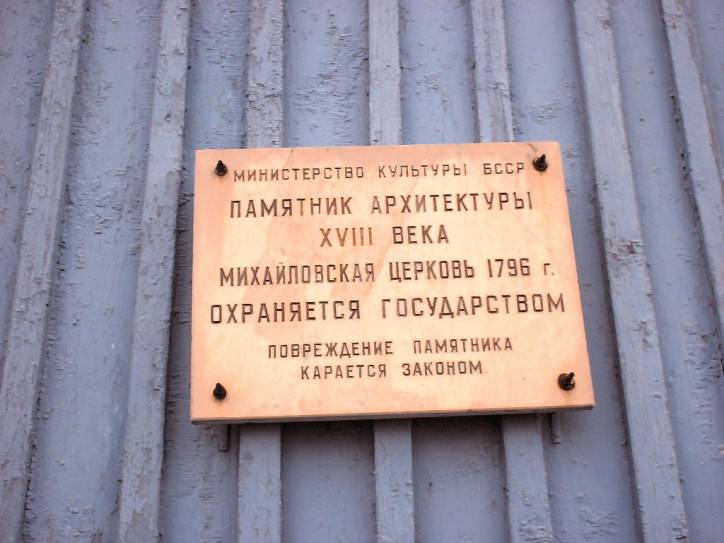 МИНИСТЕРСТВО КУЛЬТУРЫ БССР
ПАМЯТНИК АРХИТЕКТУРЫ
XVIII ВЕКА
МИХАЙЛОВСКАЯ ЦЕРКОВЬ 1796 г.
ОХРАНЯЕТСЯ ГОСУДАРСТВОМ
ПОВРЕЖДЕНИЕ ПАМЯТНИКА
КАРАЕТСЯ ЗАКОНОМ